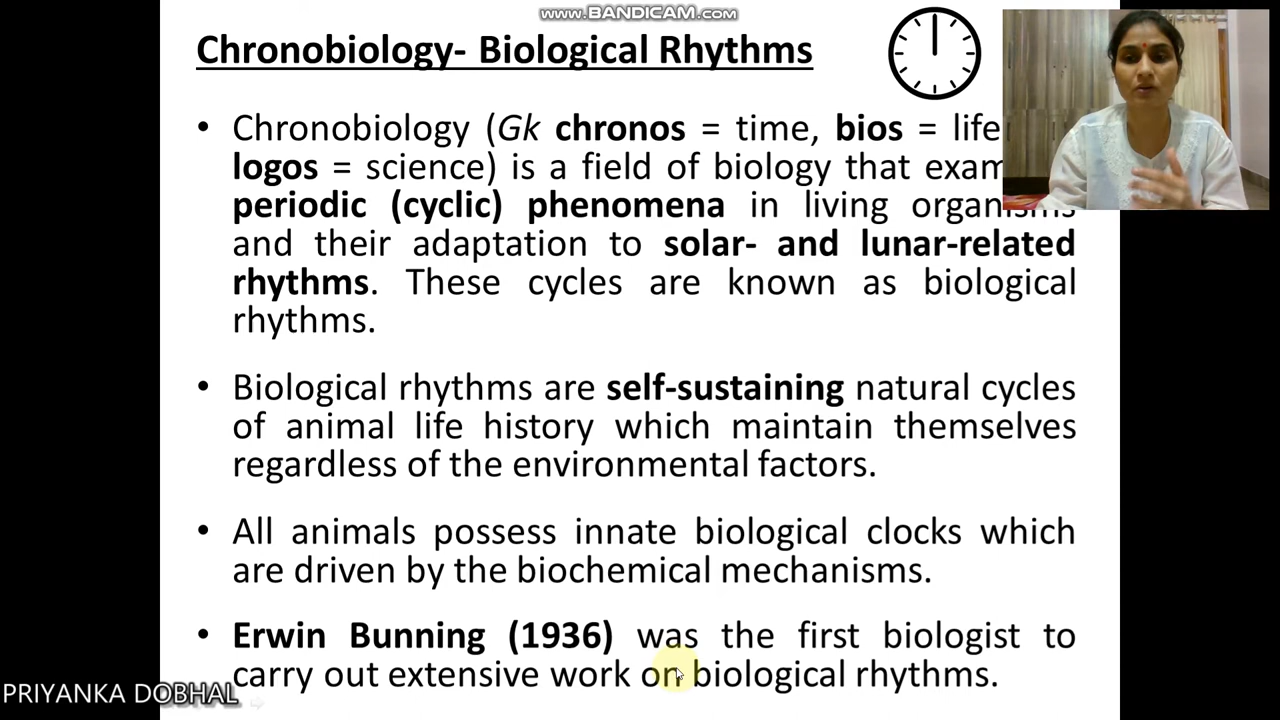 www.BANDICAM.com
Chronobiology- Biological Rhythms
• Chronobiology (Gk chronos = time, bios = life
logos = science) is a field of biology that exam
periodic (cyclic) phenomena in living organisms
and their adaptation to solar- and lunar-related
rhythms. These cycles are known as biological
rhythms.
• Biological rhythms are self-sustaining natural cycles
of animal life history which maintain themselves
regardless of the environmental factors.
• All animals possess innate biological clocks which
are driven by the biochemical mechanisms.
• Erwin Bunning (1936) was the first biologist to
carry out extensive work on biological rhythms.
PRIYANKA DOBHAL